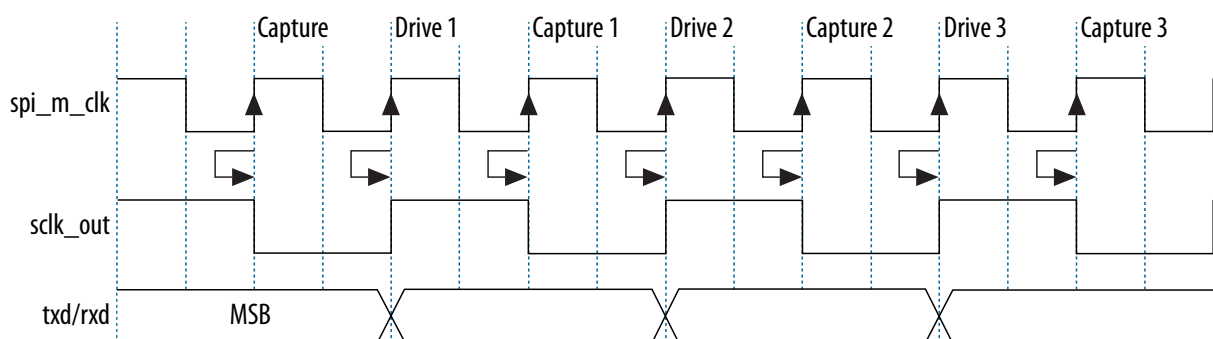 Capture Drive 1 Capture 1 Drive 2 Capture 2 Drive 3 Capture 3
spi_m_clk
sclk_out
txd/rxd MSB